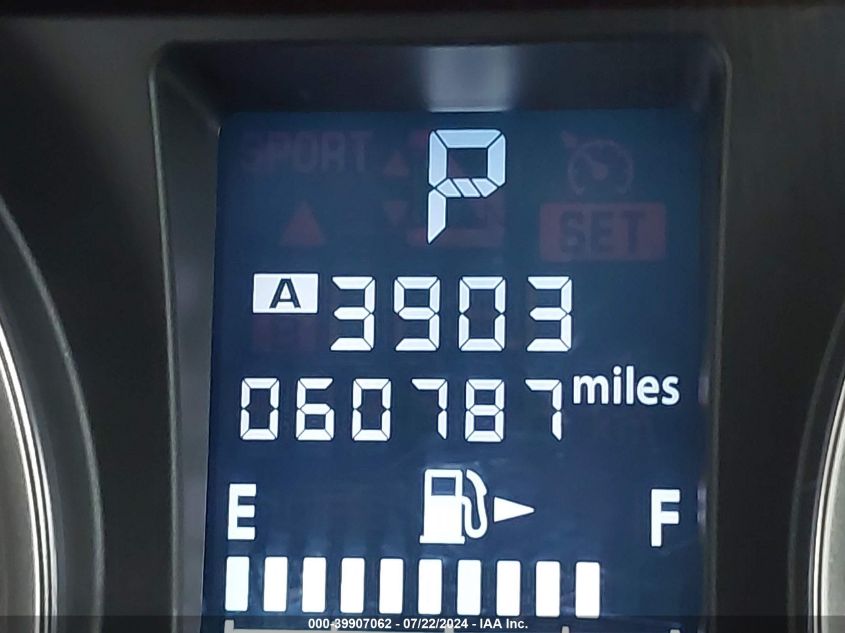 SPORT
P
SET
A 3903
060787 miles
E F
000-39907062 - 07/22/2024 - IAA Inc.